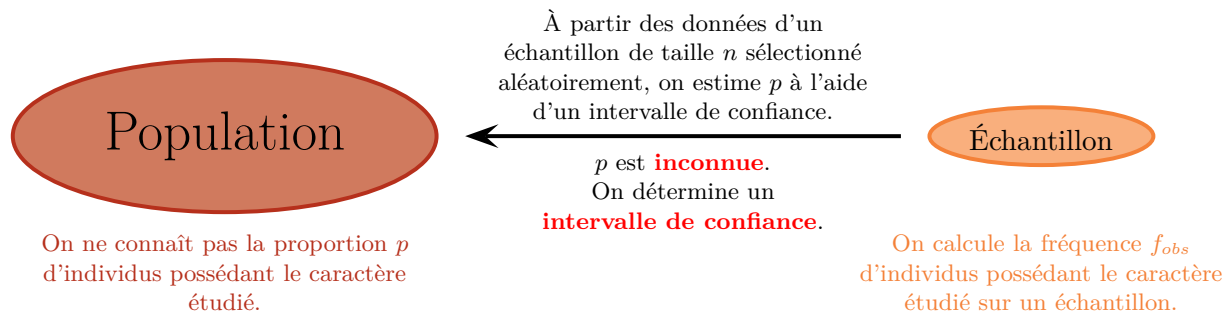 Population
On ne connaît pas la proportion p
d'individus possédant le caractère
étudié.
À partir des données d'un
échantillon de taille n sélectionné
aléatoirement, on estime p à l'aide
d'un intervalle de confiance.
p est inconnue.
On détermine un
intervalle de confiance.
Échantillon
On calcule la fréquence f_{obs}
d'individus possédant le caractère
étudié sur un échantillon.